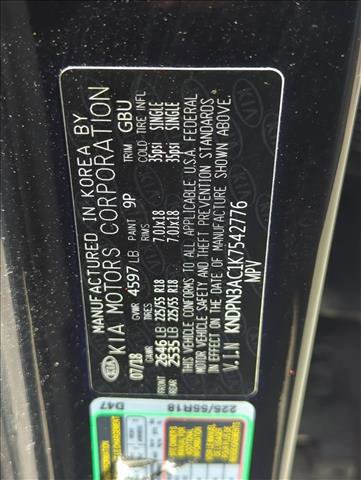 MANUFACTURED IN KOREA BY
KIA MOTORS CORPORATION
07/18 GVWR 4597 LB PAINT 9P TRIM GBU
GAWR TIRES RIMS COLD TIRE INFL
FRONT 2646 LB 225/55 R18 7.0Jx18 35psi SINGLE
REAR 2535 LB 225/55 R18 7.0Jx18 35psi SINGLE
THIS VEHICLE CONFORMS TO ALL APPLICABLE U.S.A. FEDERAL
MOTOR VEHICLE SAFETY AND THEFT PREVENTION STANDARDS
IN EFFECT ON THE DATE OF MANUFACTURE SHOWN ABOVE.
V.I.N KNDPN3AC1K7542776
MPV
KIA
D47
225/55R18